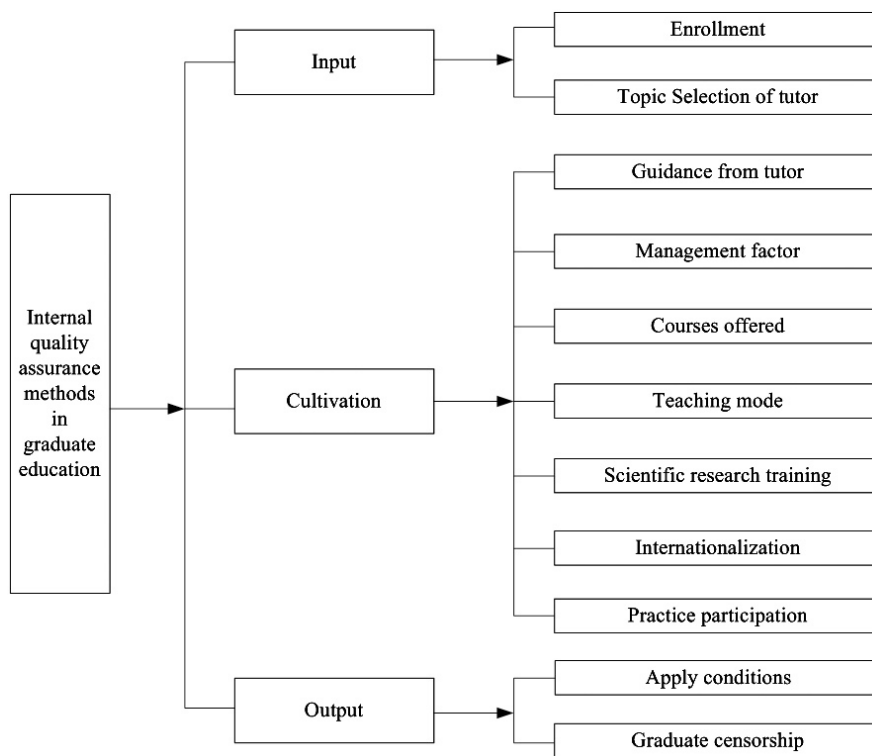 Internal
quality
assurance
methods
in
graduate
education
Input
Enrollment
Topic Selection of tutor
Cultivation
Guidance from tutor
Management factor
Courses offered
Teaching mode
Scientific research training
Internationalization
Practice participation
Output
Apply conditions
Graduate censorship